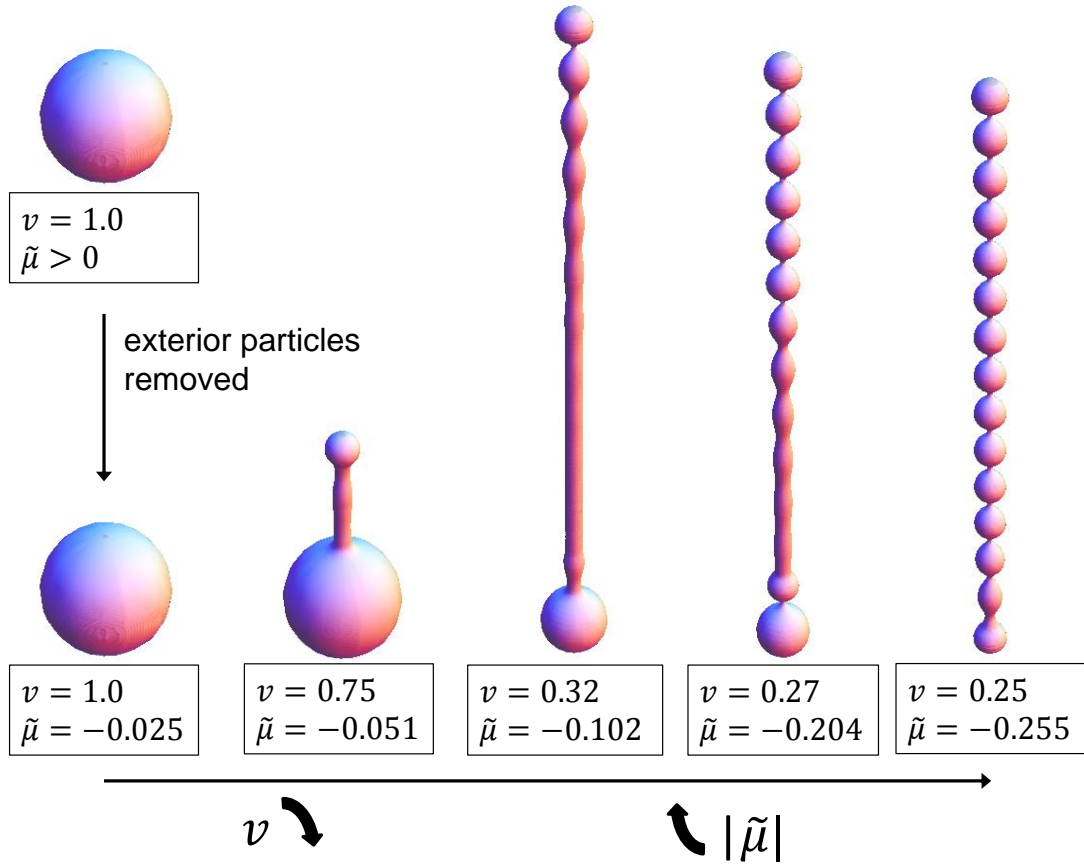 v = 1.0
μ̃ > 0
exterior particles
removed
v = 1.0
μ̃ = −0.025
v = 0.75
μ̃ = −0.051
v = 0.32
μ̃ = −0.102
v = 0.27
μ̃ = −0.204
v = 0.25
μ̃ = −0.255
v
|μ̃|